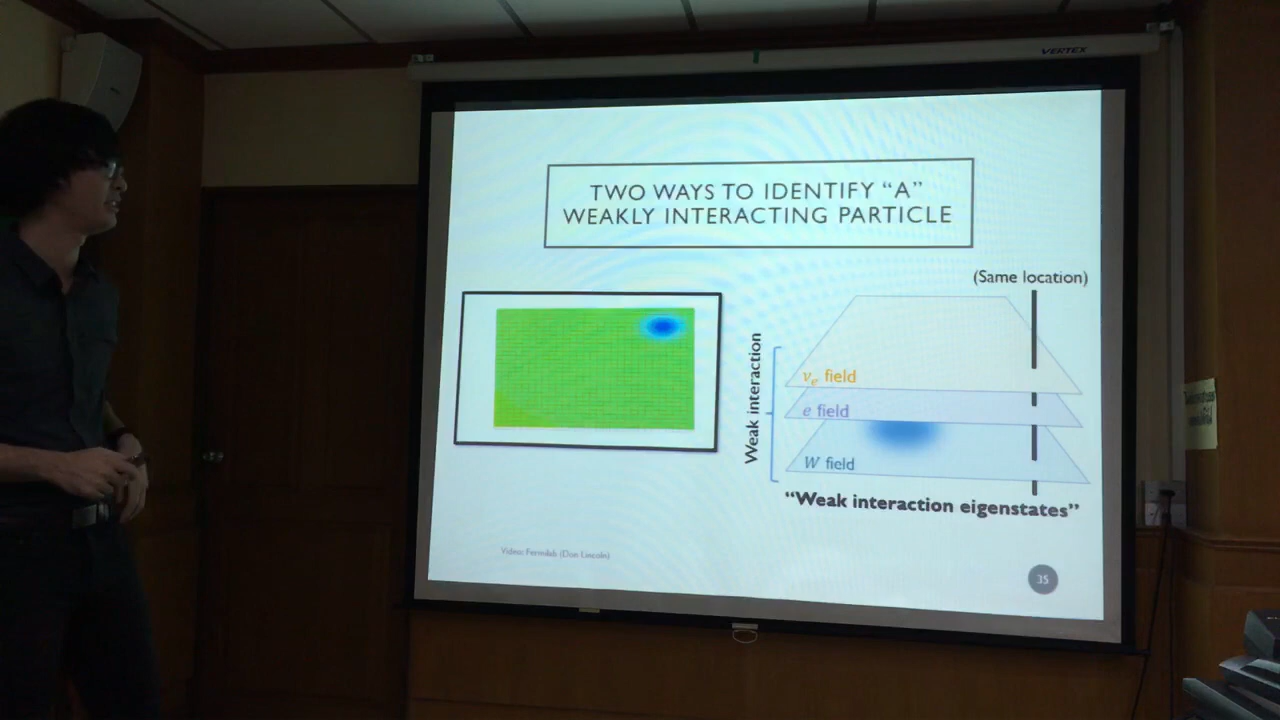 VERTEX
TWO WAYS TO IDENTIFY “A”
WEAKLY INTERACTING PARTICLE
(Same location)
Weak interaction
νₑ field
e field
W field
“Weak interaction eigenstates”
Video: Fermilab (Don Lincoln)
35